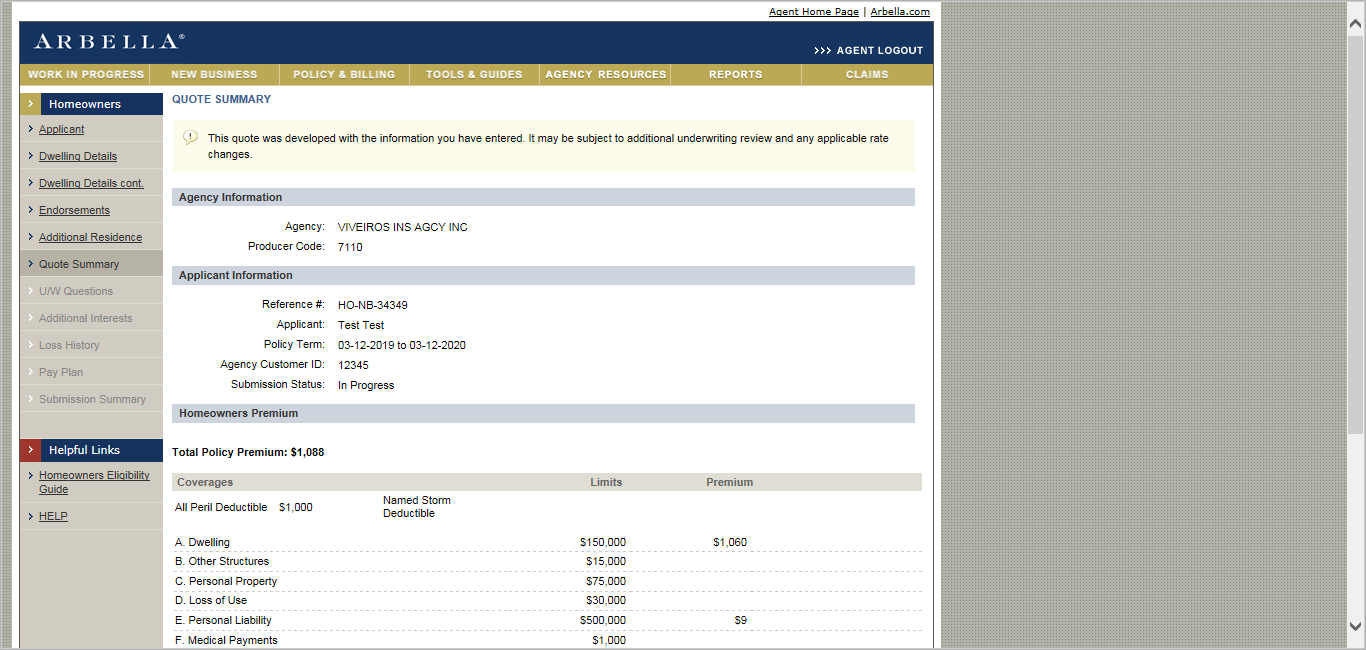 Agent Home Page | Arbella.com
ARBELLA®
>>> AGENT LOGOUT
WORK IN PROGRESS NEW BUSINESS POLICY & BILLING TOOLS & GUIDES AGENCY RESOURCES REPORTS CLAIMS
Homeowners
Applicant
Dwelling Details
Dwelling Details cont.
Endorsements
Additional Residence
Quote Summary
U/W Questions
Additional Interests
Loss History
Pay Plan
Submission Summary
Helpful Links
Homeowners Eligibility
Guide
HELP
QUOTE SUMMARY
This quote was developed with the information you have entered. It may be subject to additional underwriting review and any applicable rate
changes.
Agency Information
Agency: VIVEIROS INS AGCY INC
Producer Code: 7110
Applicant Information
Reference #: HO-NB-34349
Applicant: Test Test
Policy Term: 03-12-2019 to 03-12-2020
Agency Customer ID: 12345
Submission Status: In Progress
Homeowners Premium
Total Policy Premium: $1,088
Coverages Limits Premium
All Peril Deductible $1,000 Named Storm
Deductible
A. Dwelling $150,000 $1,060
B. Other Structures $15,000
C. Personal Property $75,000
D. Loss of Use $30,000
E. Personal Liability $500,000 $9
F. Medical Payments $1,000